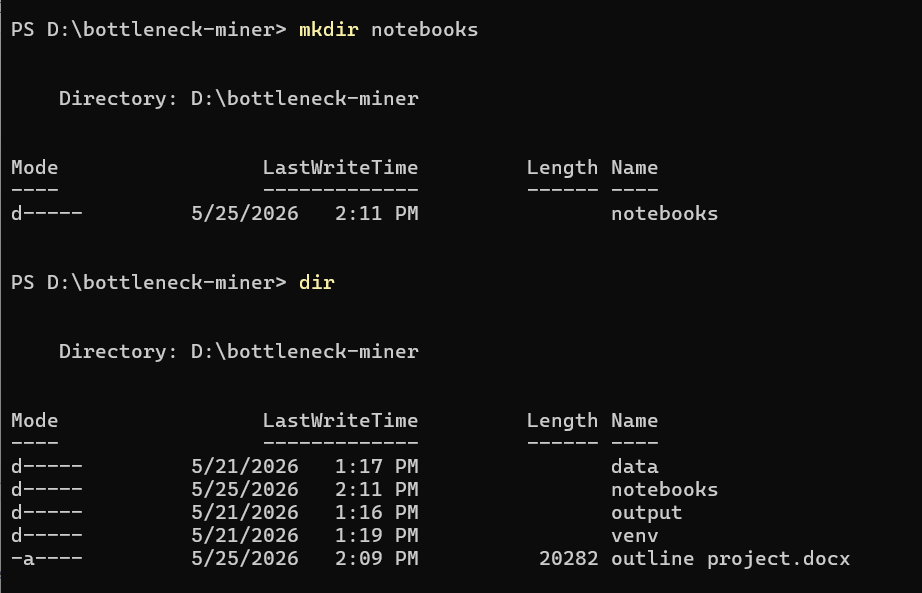 PS D:\bottleneck-miner> mkdir notebooks
Directory: D:\bottleneck-miner
Mode                 LastWriteTime         Length Name
----                 -------------         ------ ----
d-----         5/25/2026   2:11 PM                notebooks
PS D:\bottleneck-miner> dir
Directory: D:\bottleneck-miner
Mode                 LastWriteTime         Length Name
----                 -------------         ------ ----
d-----         5/21/2026   1:17 PM                data
d-----         5/25/2026   2:11 PM                notebooks
d-----         5/21/2026   1:16 PM                output
d-----         5/21/2026   1:19 PM                venv
-a----         5/25/2026   2:09 PM          20282 outline project.docx